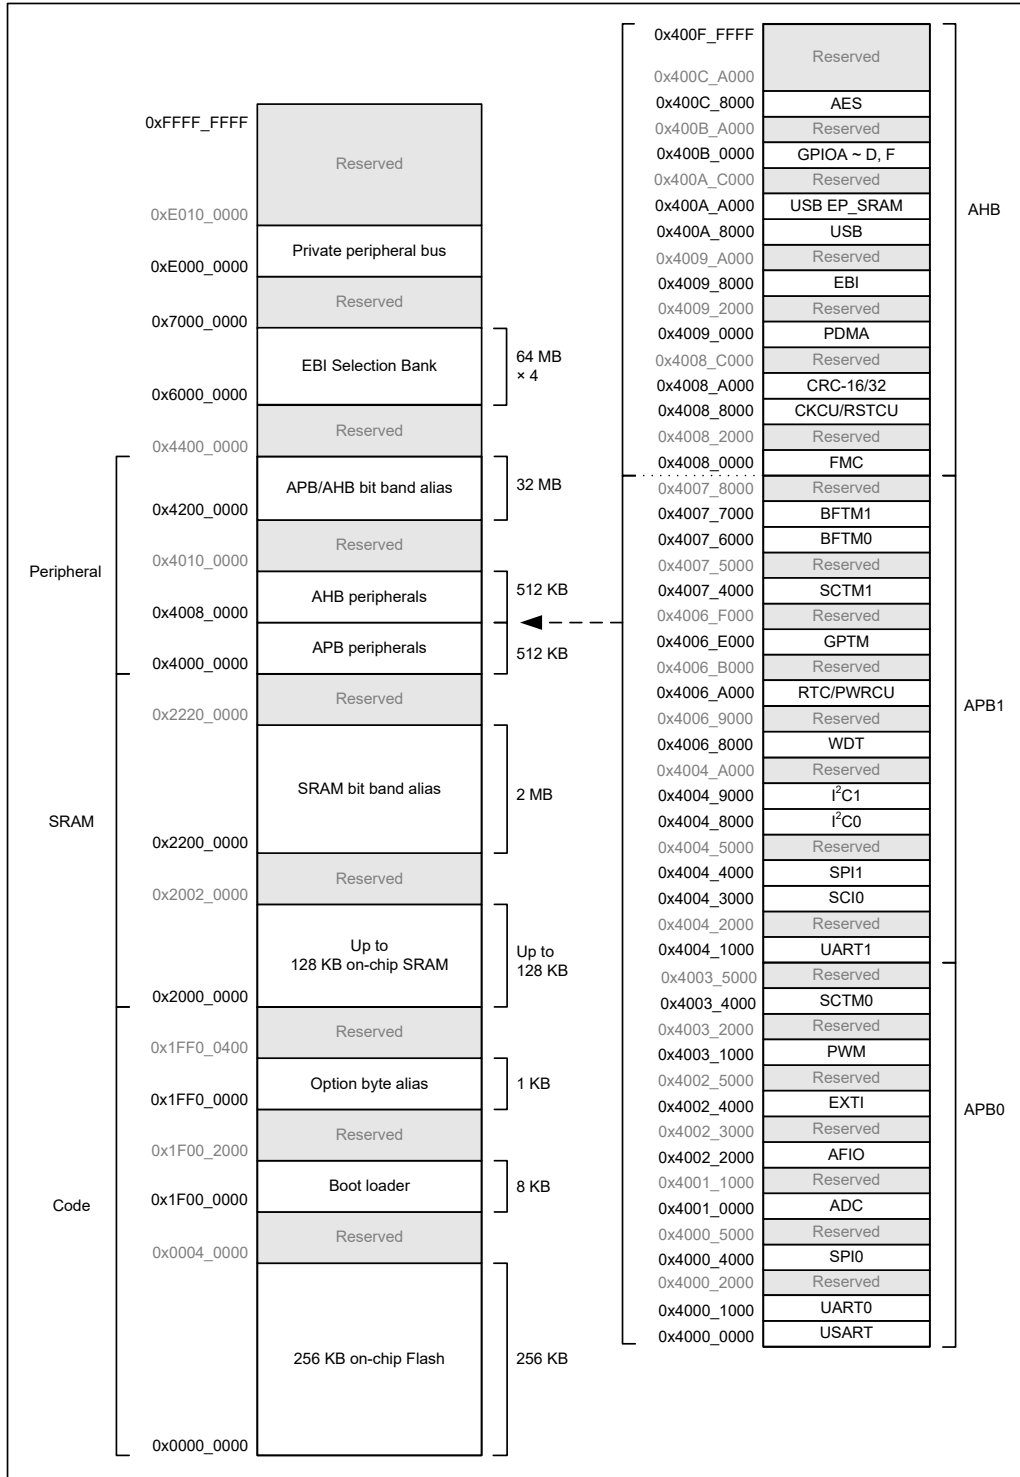 0xFFFF_FFFF
Reserved
0xE010_0000
Private peripheral bus
0xE000_0000
Reserved
0x7000_0000
EBI Selection Bank
64 MB
× 4
0x6000_0000
Reserved
0x4400_0000
APB/AHB bit band alias
32 MB
0x4200_0000
Reserved
0x4010_0000
Peripheral
AHB peripherals
512 KB
0x4008_0000
APB peripherals
512 KB
0x4000_0000
Reserved
0x2220_0000
SRAM bit band alias
2 MB
SRAM
0x2200_0000
Reserved
0x2002_0000
Up to
128 KB on-chip SRAM
Up to
128 KB
0x2000_0000
Reserved
0x1FF0_0400
Option byte alias
1 KB
0x1FF0_0000
Reserved
0x1F00_2000
Boot loader
8 KB
Code
0x1F00_0000
Reserved
0x0004_0000
256 KB on-chip Flash
256 KB
0x0000_0000
0x400F_FFFF
Reserved
0x400C_A000
0x400C_8000 AES
0x400B_A000 Reserved
0x400B_0000 GPIOA ~ D, F
0x400A_C000 Reserved
0x400A_A000 USB EP_SRAM
AHB
0x400A_8000 USB
0x4009_A000 Reserved
0x4009_8000 EBI
0x4009_2000 Reserved
0x4009_0000 PDMA
0x4008_C000 Reserved
0x4008_A000 CRC-16/32
0x4008_8000 CKCU/RSTCU
0x4008_2000 Reserved
0x4008_0000 FMC
0x4007_8000 Reserved
0x4007_7000 BFTM1
0x4007_6000 BFTM0
0x4007_5000 Reserved
0x4007_4000 SCTM1
0x4006_F000 Reserved
0x4006_E000 GPTM
0x4006_B000 Reserved
0x4006_A000 RTC/PWRCU
APB1
0x4006_9000 Reserved
0x4006_8000 WDT
0x4004_A000 Reserved
0x4004_9000 I²C1
0x4004_8000 I²C0
0x4004_5000 Reserved
0x4004_4000 SPI1
0x4004_3000 SCI0
0x4004_2000 Reserved
0x4004_1000 UART1
0x4003_5000 Reserved
0x4003_4000 SCTM0
0x4003_2000 Reserved
0x4003_1000 PWM
0x4002_5000 Reserved
0x4002_4000 EXTI
APB0
0x4002_3000 Reserved
0x4002_2000 AFIO
0x4001_1000 Reserved
0x4001_0000 ADC
0x4000_5000 Reserved
0x4000_4000 SPI0
0x4000_2000 Reserved
0x4000_1000 UART0
0x4000_0000 USART